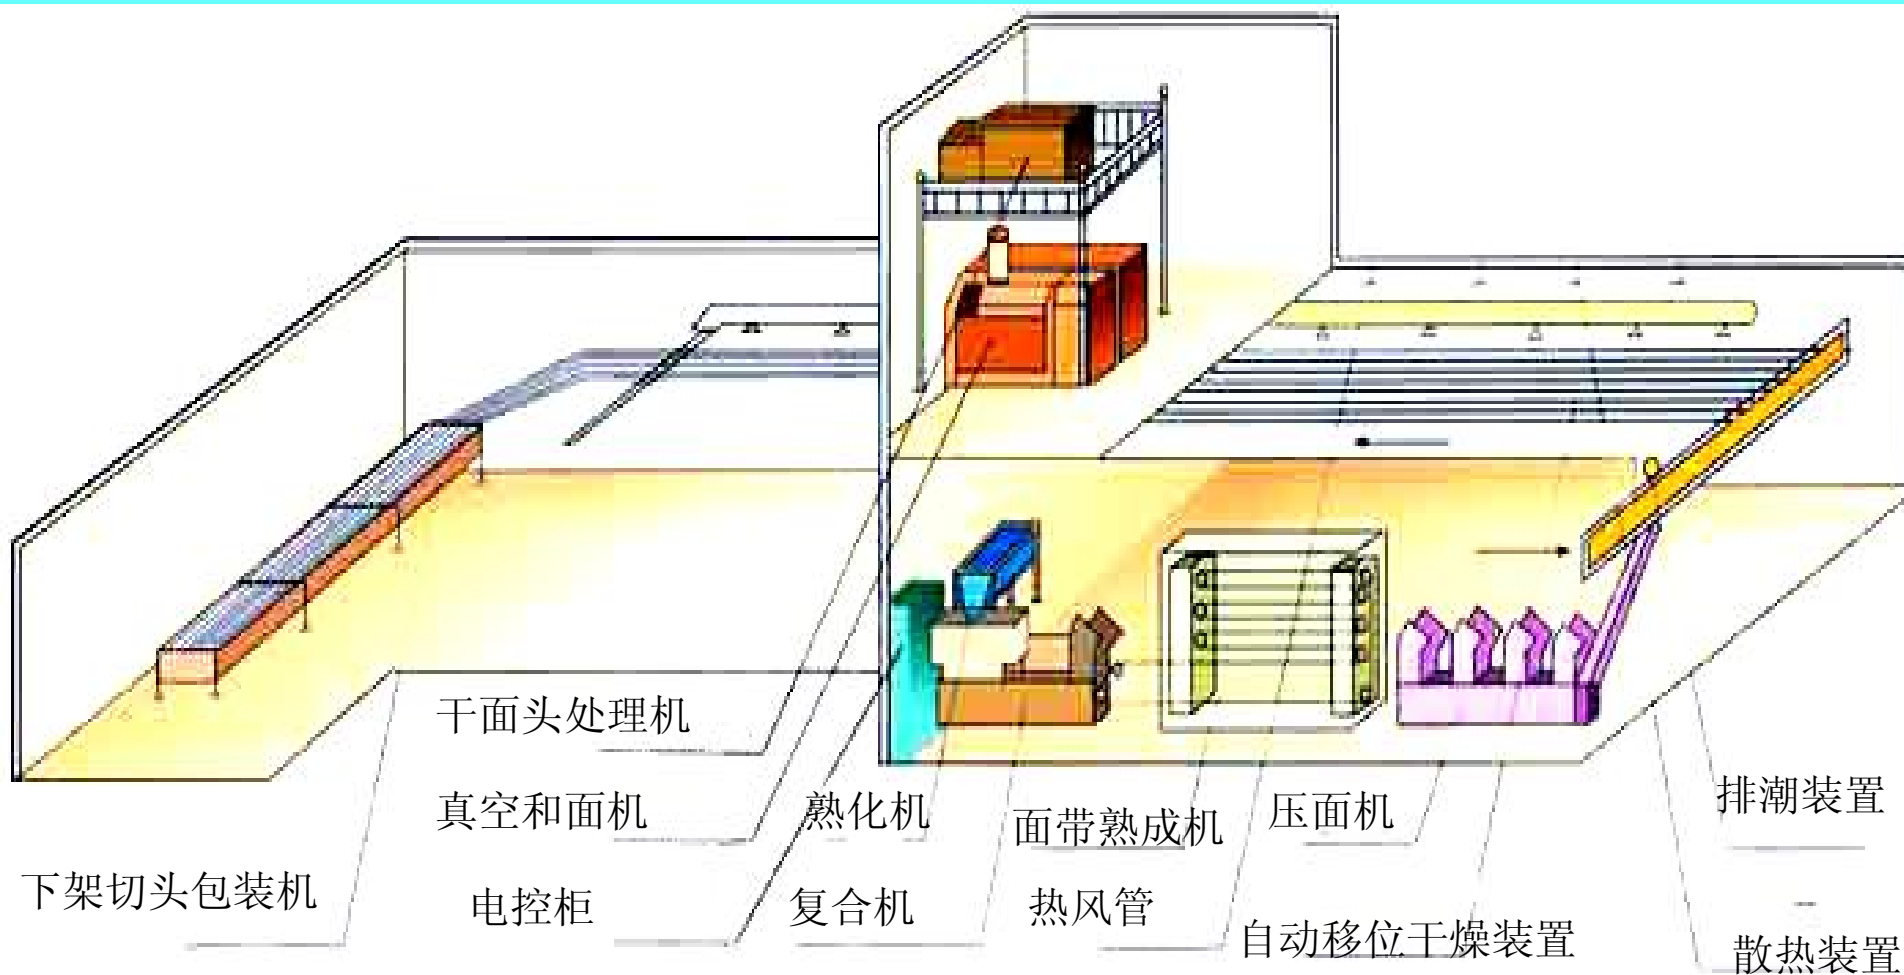 干面头处理机
真空和面机
熟化机
面带熟成机
压面机
排潮装置
下架切头包装机
电控柜
复合机
热风管
自动移位干燥装置
散热装置